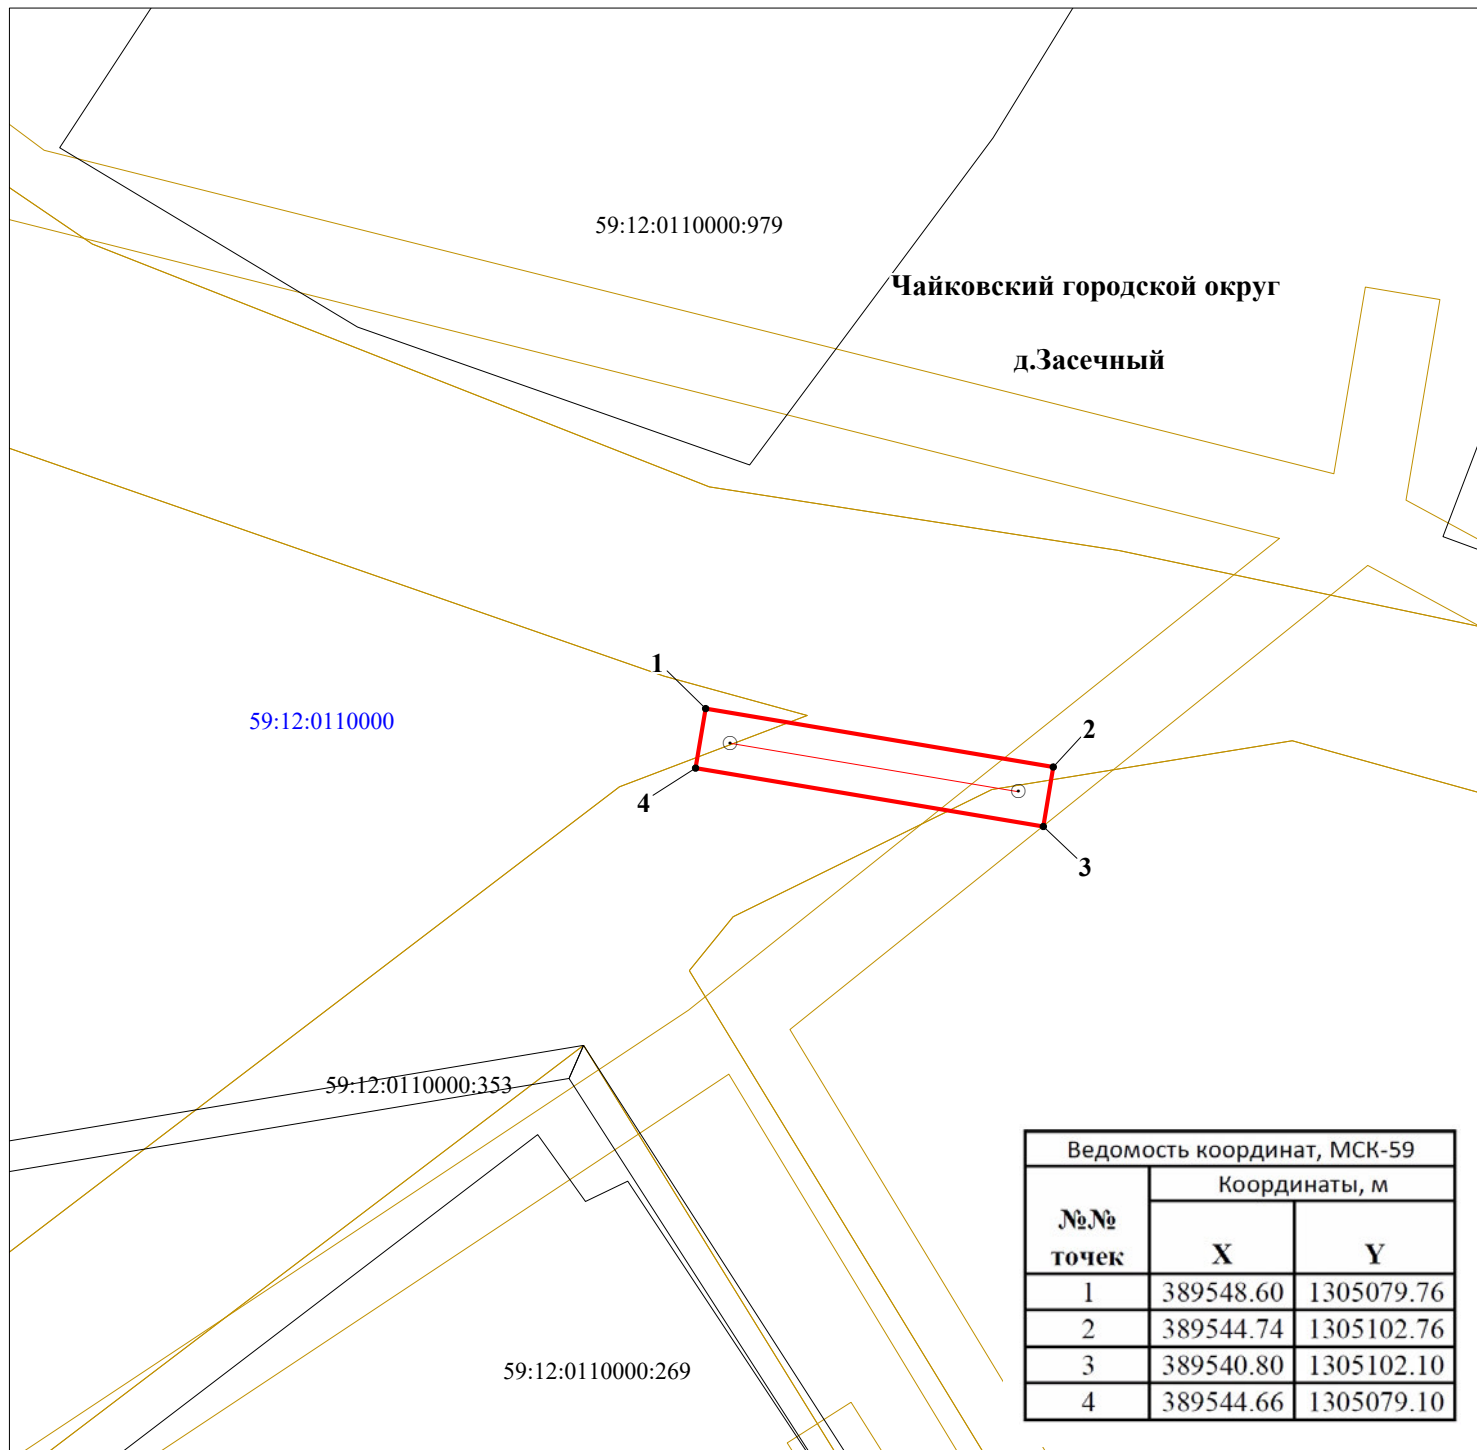 59:12:0110000:979
Чайковский городской округ
д.Засечный
1
59:12:0110000
2
4
3
59:12:0110000:353
59:12:0110000:269
Ведомость координат, МСК-59
№№ точек
Координаты, м
X Y
1 389548.60 1305079.76
2 389544.74 1305102.76
3 389540.80 1305102.10
4 389544.66 1305079.10